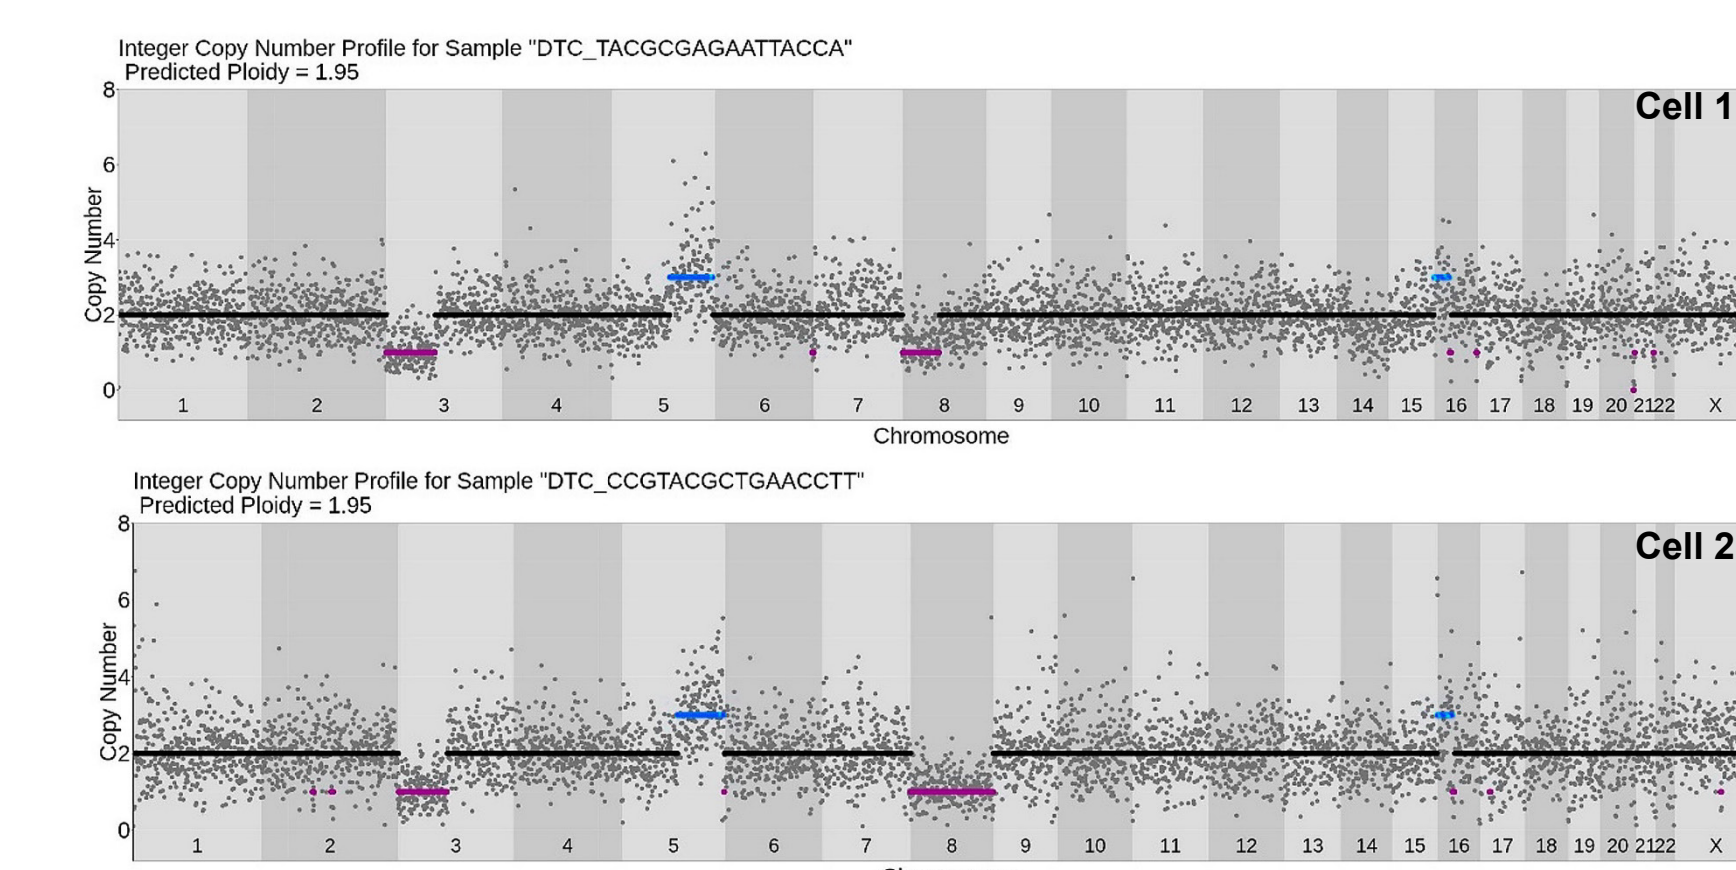 Integer Copy Number Profile for Sample "DTC_TACGCGAGAATTACCA"
Predicted Ploidy = 1.95
Cell 1
8
6
4
2
0
Copy Number
1 2 3 4 5 6 7 8 9 10 11 12 13 14 15 16 17 18 19 20 21 22 X
Chromosome
Integer Copy Number Profile for Sample "DTC_CCGTACGCTGAACCTT"
Predicted Ploidy = 1.95
Cell 2
8
6
4
2
0
Copy Number
1 2 3 4 5 6 7 8 9 10 11 12 13 14 15 16 17 18 19 20 21 22 X